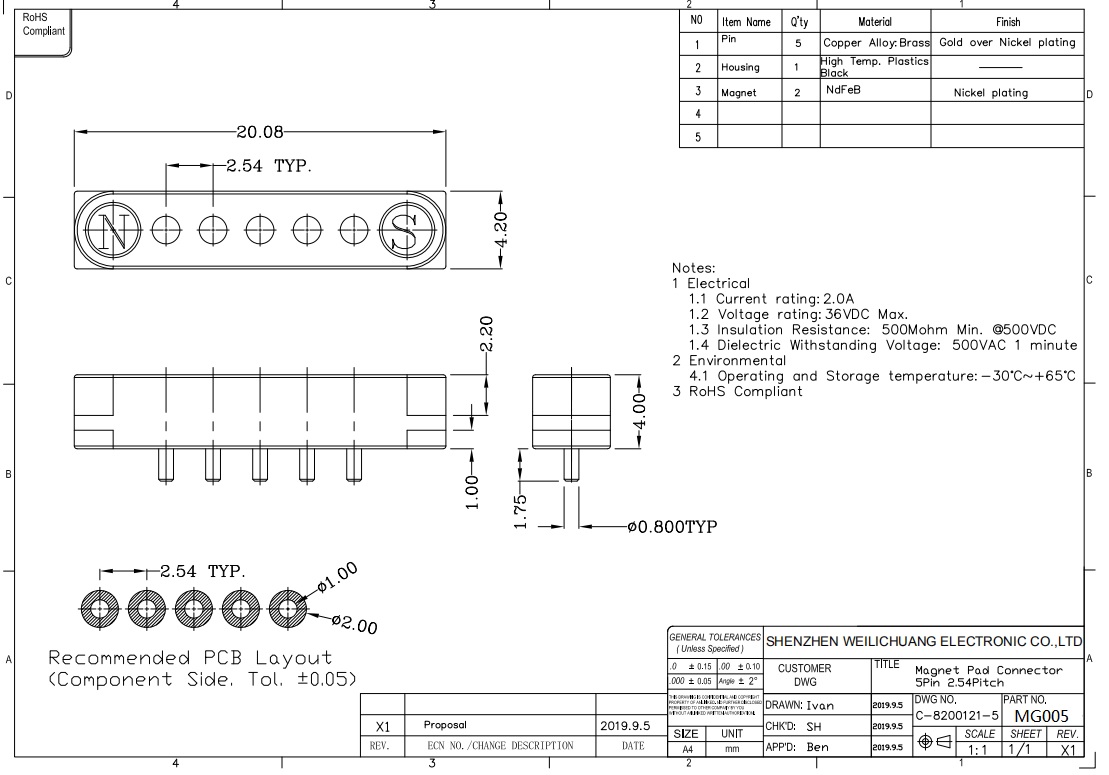 4 3 2 1
RoHS
Compliant
NO Item Name Q'ty Material Finish
1 Pin 5 Copper Alloy:Brass Gold over Nickel plating
2 Housing 1 High Temp. Plastics Black ———
3 Magnet 2 NdFeB Nickel plating
4
5
D D
20.08
2.54 TYP.
N S
4.20
C C
Notes:
1 Electrical
1.1 Current rating: 2.0A
1.2 Voltage rating: 36VDC Max.
1.3 Insulation Resistance: 500Mohm Min. @500VDC
1.4 Dielectric Withstanding Voltage: 500VAC 1 minute
2 Environmental
4.1 Operating and Storage temperature: −30℃~+65℃
3 RoHS Compliant
2.20
4.00
1.00
1.75
B B
ø0.800TYP
2.54 TYP.
ø1.00
ø2.00
Recommended PCB Layout
(Component Side. Tol. ±0.05)
A A
X1 Proposal 2019.9.5
REV. ECN NO./CHANGE DESCRIPTION DATE
GENERAL TOLERANCES
( Unless Specified )
.0 ± 0.15 .00 ± 0.10
.000 ± 0.05 Angle ± 2°
SIZE UNIT
A4 mm
SHENZHEN WEILICHUANG ELECTRONIC CO.,LTD
CUSTOMER
DWG
TITLE
Magnet Pad Connector
5Pin 2.54Pitch
DRAWN: Ivan 2019.9.5
CHK'D: SH 2019.9.5
APP'D: Ben 2019.9.5
DWG NO.
C-8200121-5
PART NO.
MG005
SCALE SHEET REV.
1:1 1/1 X1
4 3 2 1